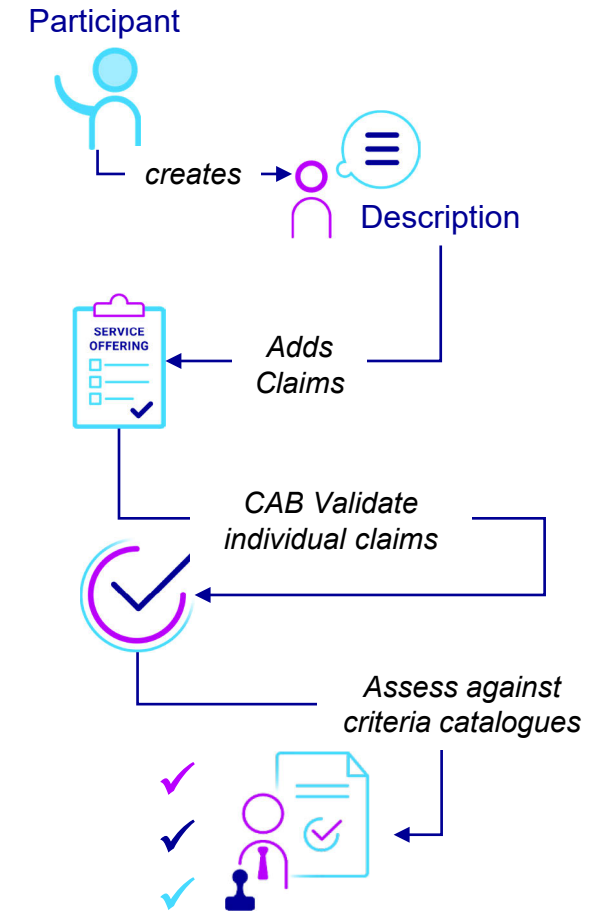 Participant
creates
Description
SERVICE
OFFERING
Adds
Claims
CAB Validate
individual claims
Assess against
criteria catalogues